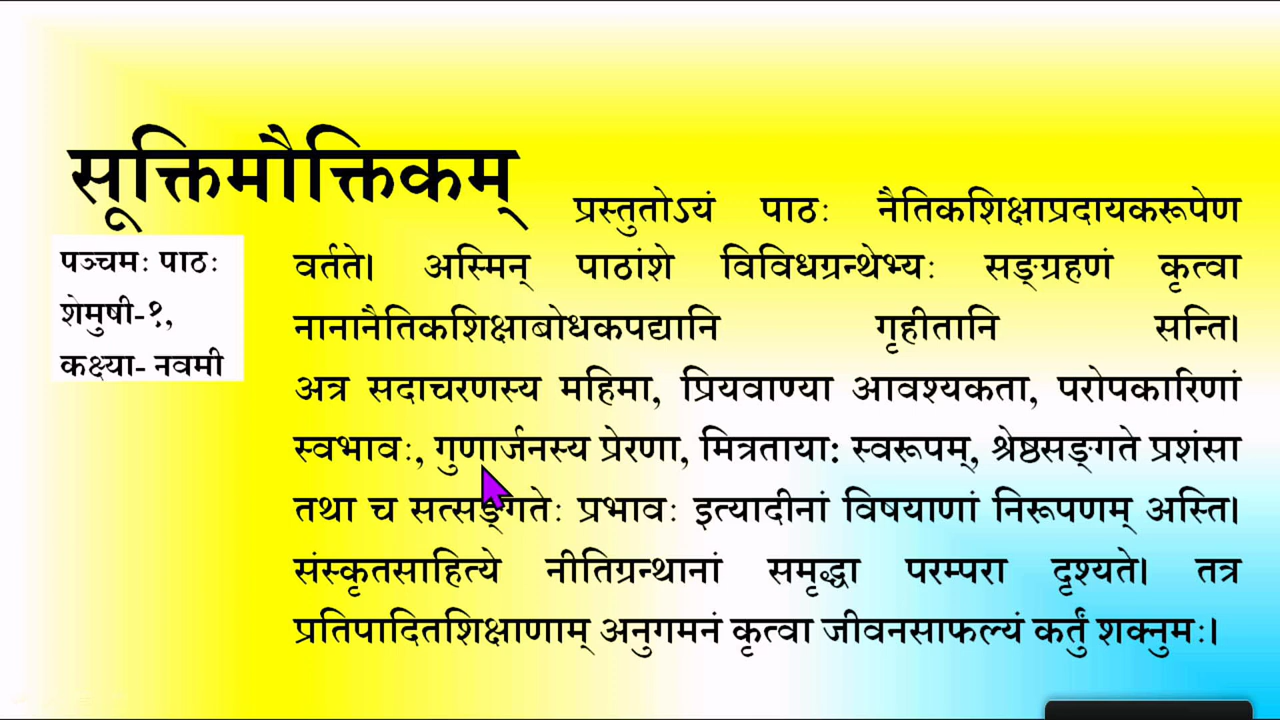 सूक्तिमौक्तिकम्
पञ्चमः पाठः
शेमुषी-१,
कक्ष्या- नवमी
प्रस्तुतोऽयं पाठः नैतिकशिक्षाप्रदायकरूपेण
वर्तते। अस्मिन् पाठांशे विविधग्रन्थेभ्यः सङ्ग्रहणं कृत्वा
नानानैतिकशिक्षाबोधकपद्यानि गृहीतानि सन्ति।
अत्र सदाचरणस्य महिमा, प्रियवाण्या आवश्यकता, परोपकारिणां
स्वभावः, गुणार्जनस्य प्रेरणा, मित्रताया: स्वरूपम्, श्रेष्ठसङ्गते प्रशंसा
तथा च सत्सङ्गतेः प्रभावः इत्यादीनां विषयाणां निरूपणम् अस्ति।
संस्कृतसाहित्ये नीतिग्रन्थानां समृद्धा परम्परा दृश्यते। तत्र
प्रतिपादितशिक्षाणाम् अनुगमनं कृत्वा जीवनसाफल्यं कर्तुं शक्नुमः।